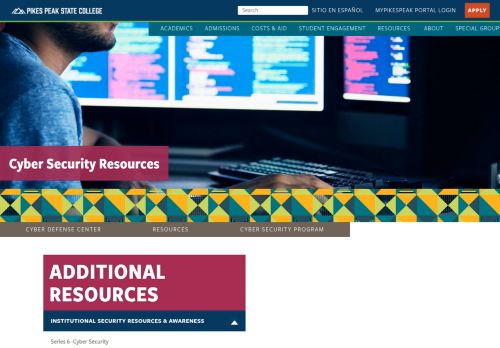 PIKES PEAK STATE COLLEGE
Search
SITIO EN ESPAÑOL
MYPIKESPEAK PORTAL LOGIN
APPLY
ACADEMICS
ADMISSIONS
COSTS & AID
STUDENT ENGAGEMENT
RESOURCES
ABOUT
SPECIAL GROUPS
Cyber Security Resources
CYBER DEFENSE CENTER
RESOURCES
CYBER SECURITY PROGRAM
ADDITIONAL
RESOURCES
INSTITUTIONAL SECURITY RESOURCES & AWARENESS
Series 6- Cyber Security